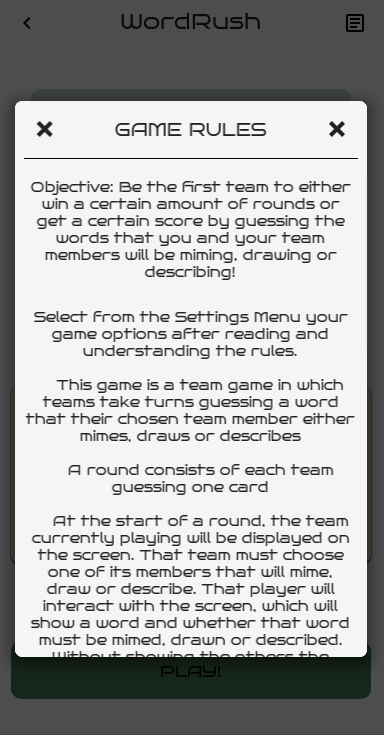 WordRush
GAME RULES
Objective: Be the first team to either
win a certain amount of rounds or
get a certain score by guessing the
words that you and your team
members will be miming, drawing or
describing!
Select from the Settings Menu your
game options after reading and
understanding the rules.
This game is a team game in which
teams take turns guessing a word
that their chosen team member either
mimes, draws or describes
A round consists of each team
guessing one card
At the start of a round, the team
currently playing will be displayed on
the screen. That team must choose
one of its members that will mime,
draw or describe. That player will
interact with the screen, which will
show a word and whether that word
must be mimed, drawn or described.
Without showing the others the
PLAY!